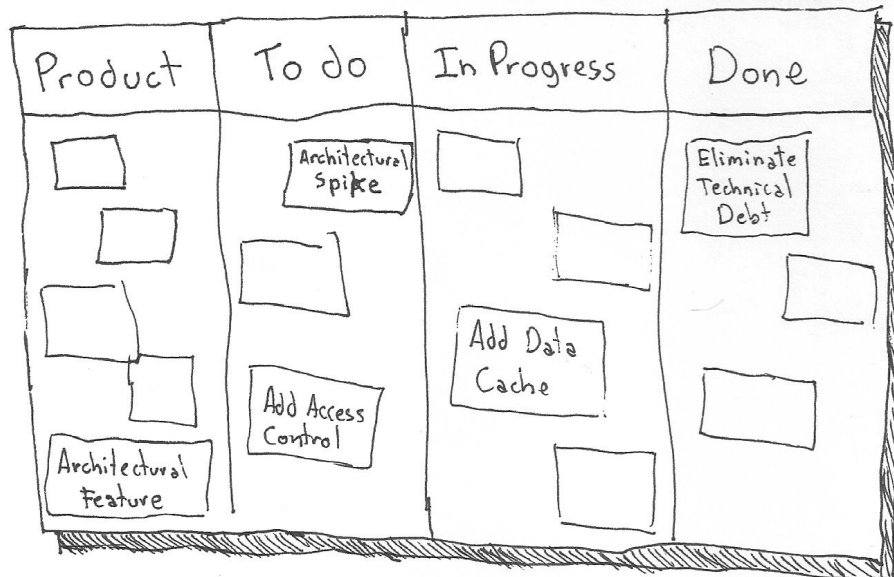 Product
To do
In Progress
Done
Architectural
Spike
Eliminate
Technical
Debt
Add Data
Cache
Add Access
Control
Architectural
Feature